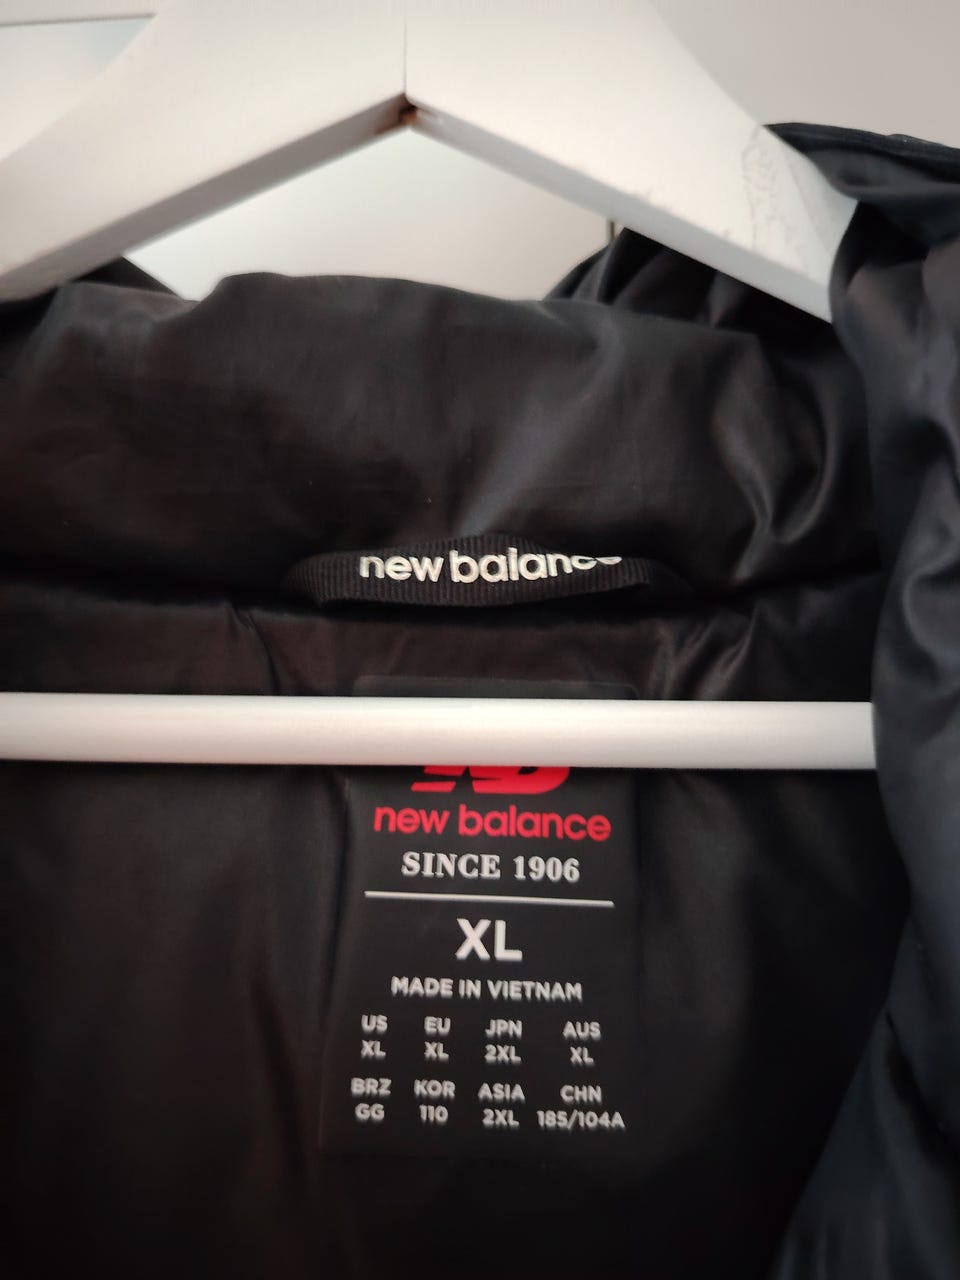 new balance
new balance
SINCE 1906
XL
MADE IN VIETNAM
US EU JPN AUS
XL XL 2XL XL
BRZ KOR ASIA CHN
GG 110 2XL 185/104A